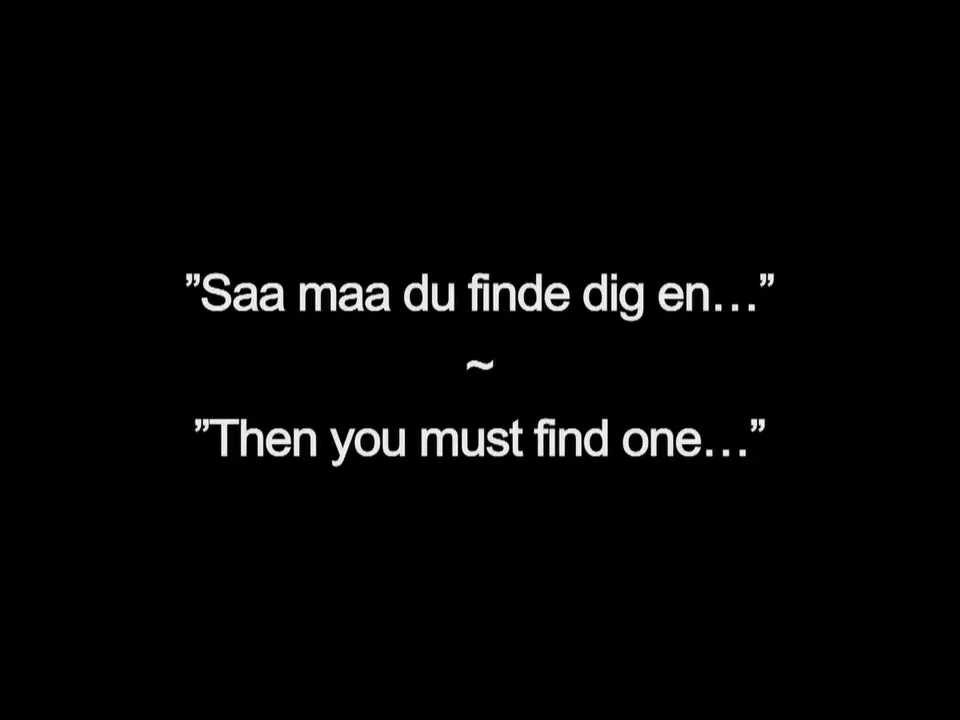 ”Saa maa du finde dig en…”
~
”Then you must find one…”